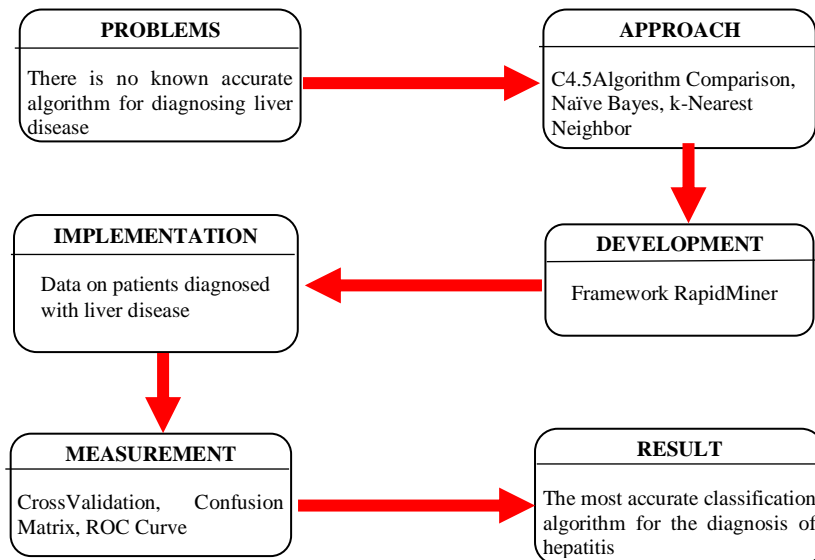 PROBLEMS
There is no known accurate
algorithm for diagnosing liver
disease
APPROACH
C4.5Algorithm Comparison,
Naïve Bayes, k-Nearest
Neighbor
IMPLEMENTATION
Data on patients diagnosed
with liver disease
DEVELOPMENT
Framework RapidMiner
MEASUREMENT
CrossValidation, Confusion
Matrix, ROC Curve
RESULT
The most accurate classification
algorithm for the diagnosis of
hepatitis